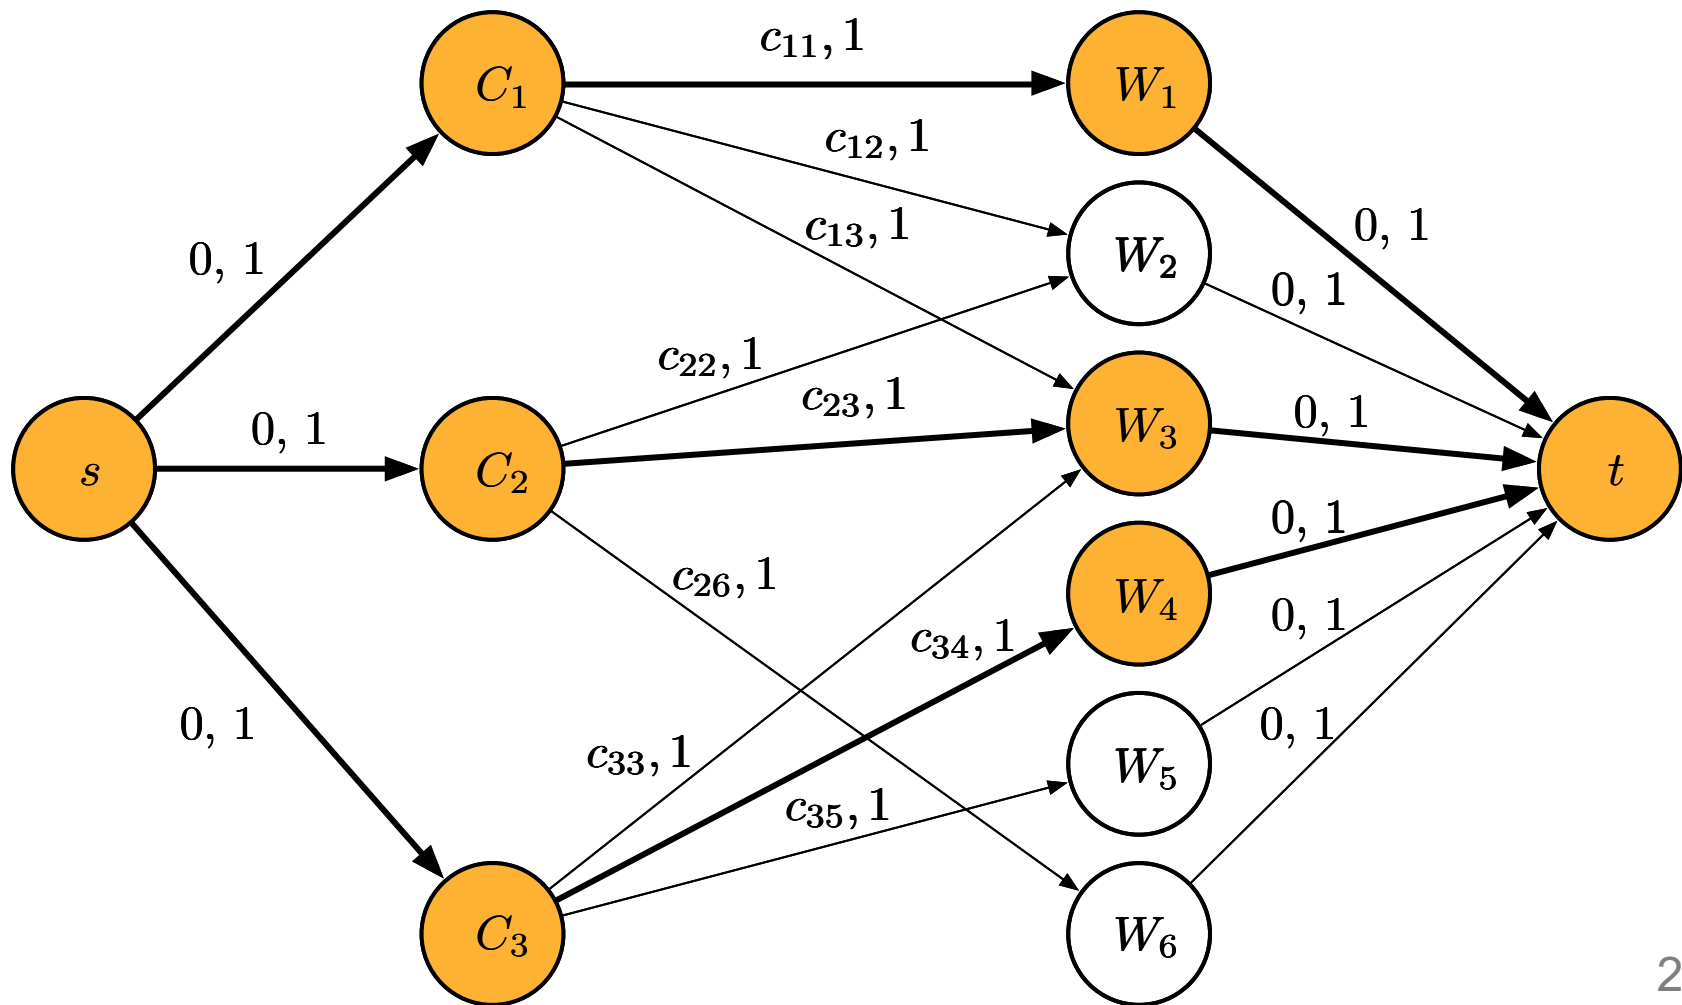 c₁₁, 1
C₁
W₁
c₁₂, 1
c₁₃, 1
0, 1
0, 1
W₂
0, 1
c₂₂, 1
c₂₃, 1
0, 1
0, 1
W₃
s
C₂
t
0, 1
c₂₆, 1
W₄
0, 1
c₃₄, 1
0, 1
0, 1
c₃₃, 1
W₅
c₃₅, 1
C₃
W₆
2